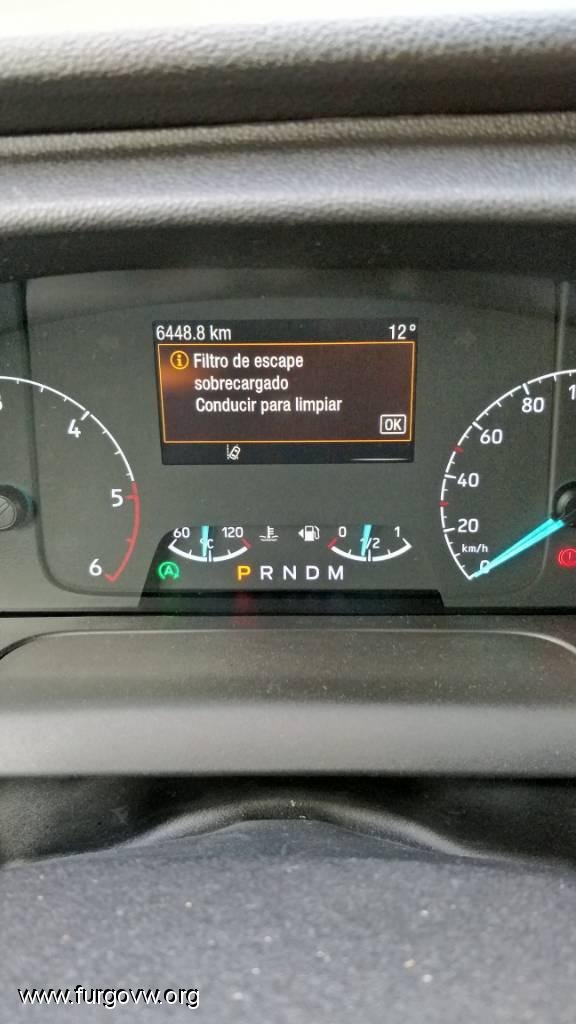 6448.8 km 12°
i Filtro de escape
sobrecargado
Conducir para limpiar
OK
4
5
6
80
60
40
20
km/h
0
60 120 0 1
°C 1/2
A P R N D M
www.furgovw.org